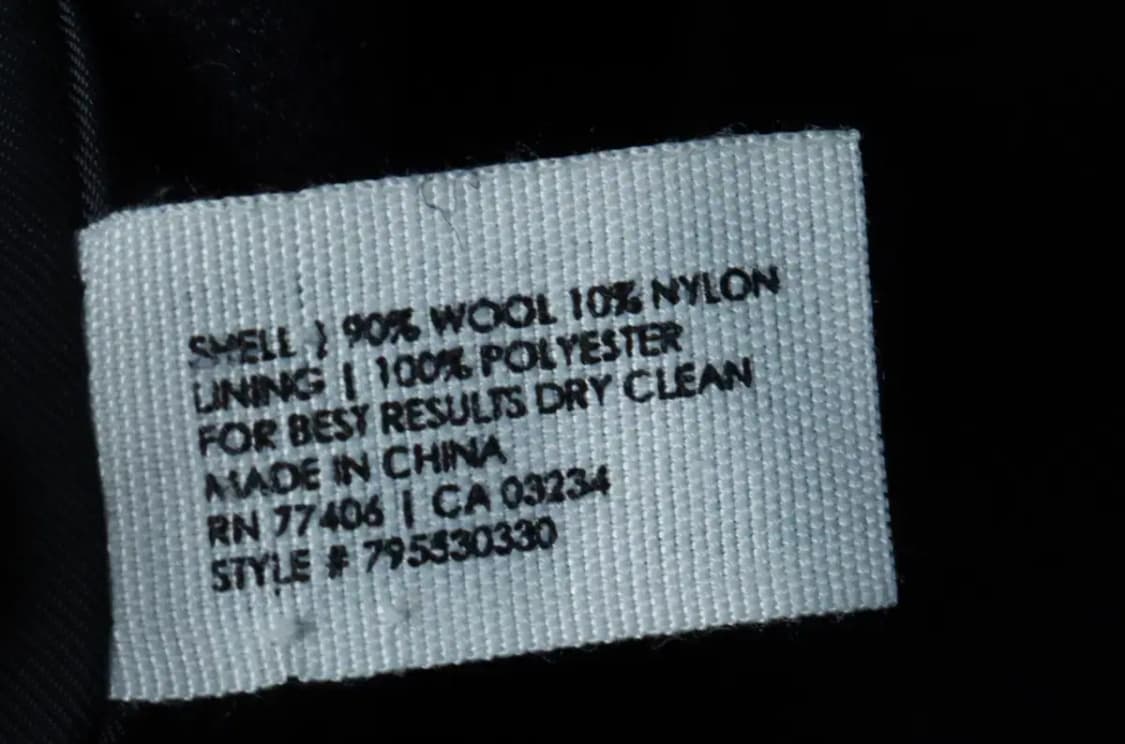 SHELL | 90% WOOL 10% NYLON
LINING | 100% POLYESTER
FOR BEST RESULTS DRY CLEAN
MADE IN CHINA
RN 77406 | CA 03234
STYLE # 795530330